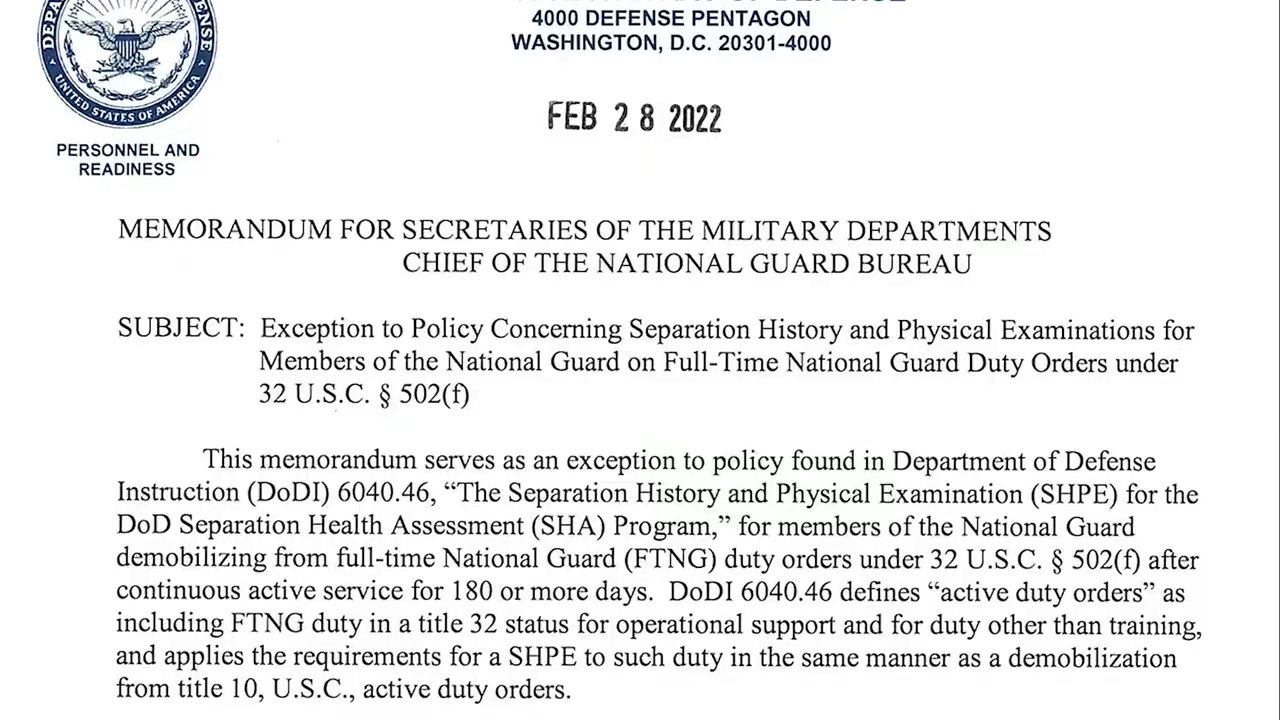 4000 DEFENSE PENTAGON
WASHINGTON, D.C. 20301-4000
UNITED STATES OF AMERICA
FEB 28 2022
PERSONNEL AND
READINESS
MEMORANDUM FOR SECRETARIES OF THE MILITARY DEPARTMENTS
CHIEF OF THE NATIONAL GUARD BUREAU
SUBJECT: Exception to Policy Concerning Separation History and Physical Examinations for
Members of the National Guard on Full-Time National Guard Duty Orders under
32 U.S.C. § 502(f)
This memorandum serves as an exception to policy found in Department of Defense
Instruction (DoDI) 6040.46, “The Separation History and Physical Examination (SHPE) for the
DoD Separation Health Assessment (SHA) Program,” for members of the National Guard
demobilizing from full-time National Guard (FTNG) duty orders under 32 U.S.C. § 502(f) after
continuous active service for 180 or more days.  DoDI 6040.46 defines “active duty orders” as
including FTNG duty in a title 32 status for operational support and for duty other than training,
and applies the requirements for a SHPE to such duty in the same manner as a demobilization
from title 10, U.S.C., active duty orders.